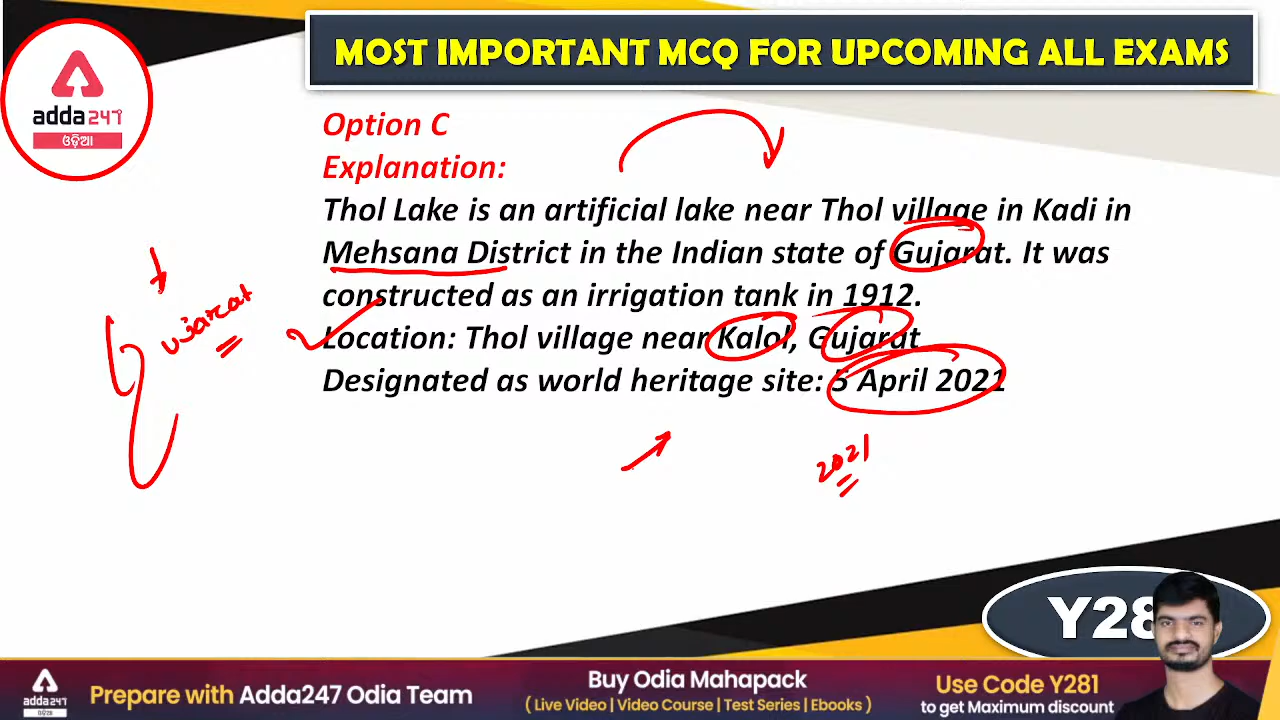 MOST IMPORTANT MCQ FOR UPCOMING ALL EXAMS
adda247
ଓଡ଼ିଆ
Option C
Explanation:
Thol Lake is an artificial lake near Thol village in Kadi in
Mehsana District in the Indian state of Gujarat. It was
constructed as an irrigation tank in 1912.
Location: Thol village near Kalol, Gujarat
Designated as world heritage site: 5 April 2021
2021
Y28
adda247
ଓଡ଼ିଆ
Prepare with Adda247 Odia Team
Buy Odia Mahapack
( Live Video | Video Course | Test Series | Ebooks )
Use Code Y281
to get Maximum discount